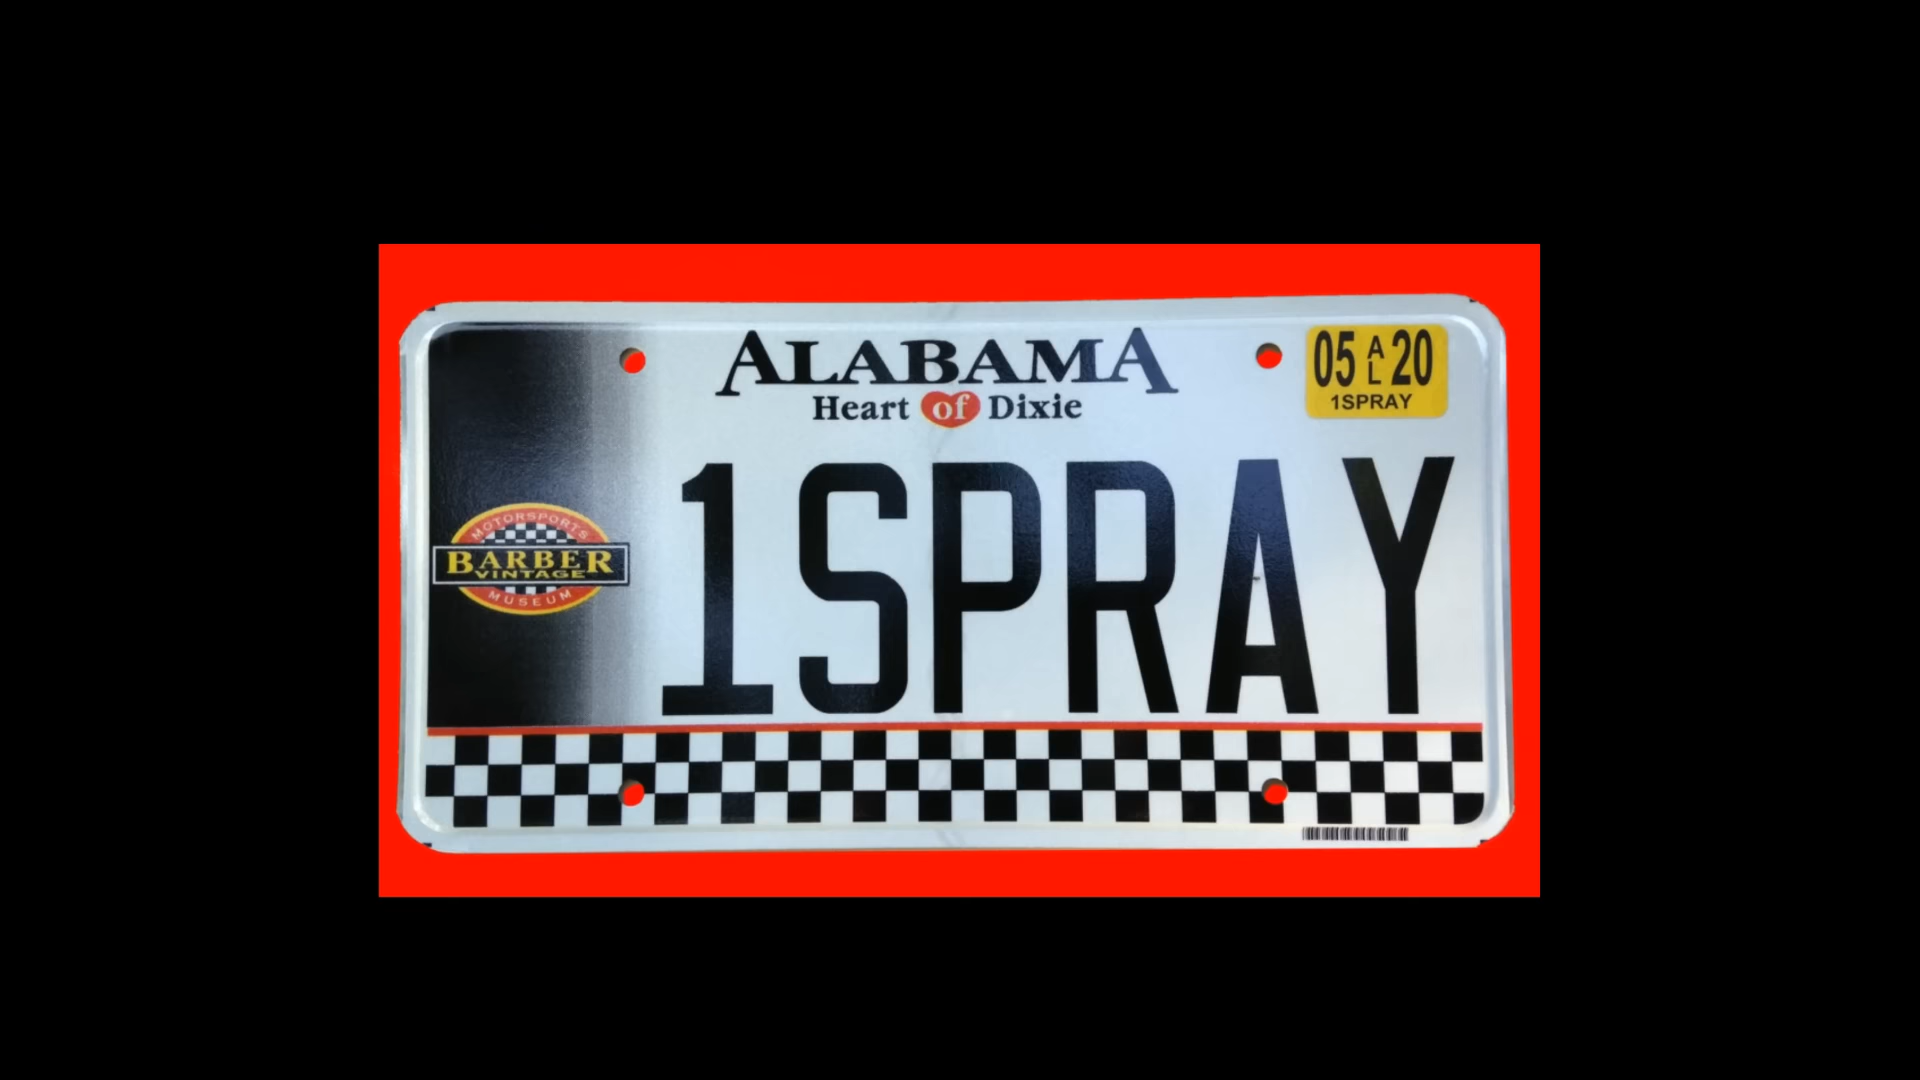 ALABAMA
Heart of Dixie
05 AL 20
1SPRAY
1SPRAY
MOTORSPORTS
BARBER
VINTAGE
MUSEUM